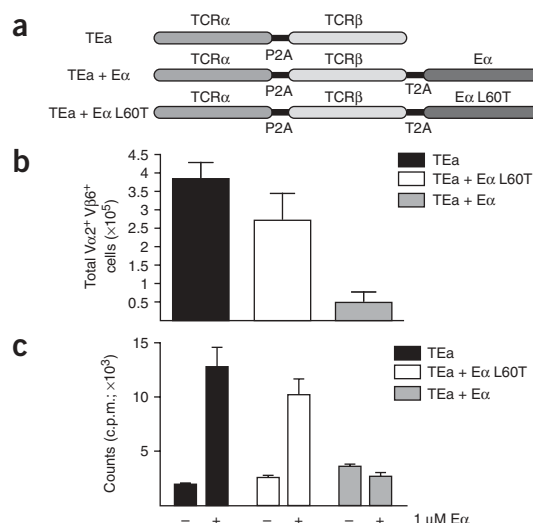 a
TCRα TCRβ
TEa
P2A
TCRα TCRβ Eα
TEa + Eα
P2A T2A
TCRα TCRβ Eα L60T
TEa + Eα L60T
P2A T2A
b
Total Vα2+ Vβ6+
cells (×10⁵)
4.5
4
3.5
3
2.5
2
1.5
1
0.5
TEa
TEa + Eα L60T
TEa + Eα
c
Counts (c.p.m.; ×10³)
15
10
5
TEa
TEa + Eα L60T
TEa + Eα
– + – + – + 1 μM Eα